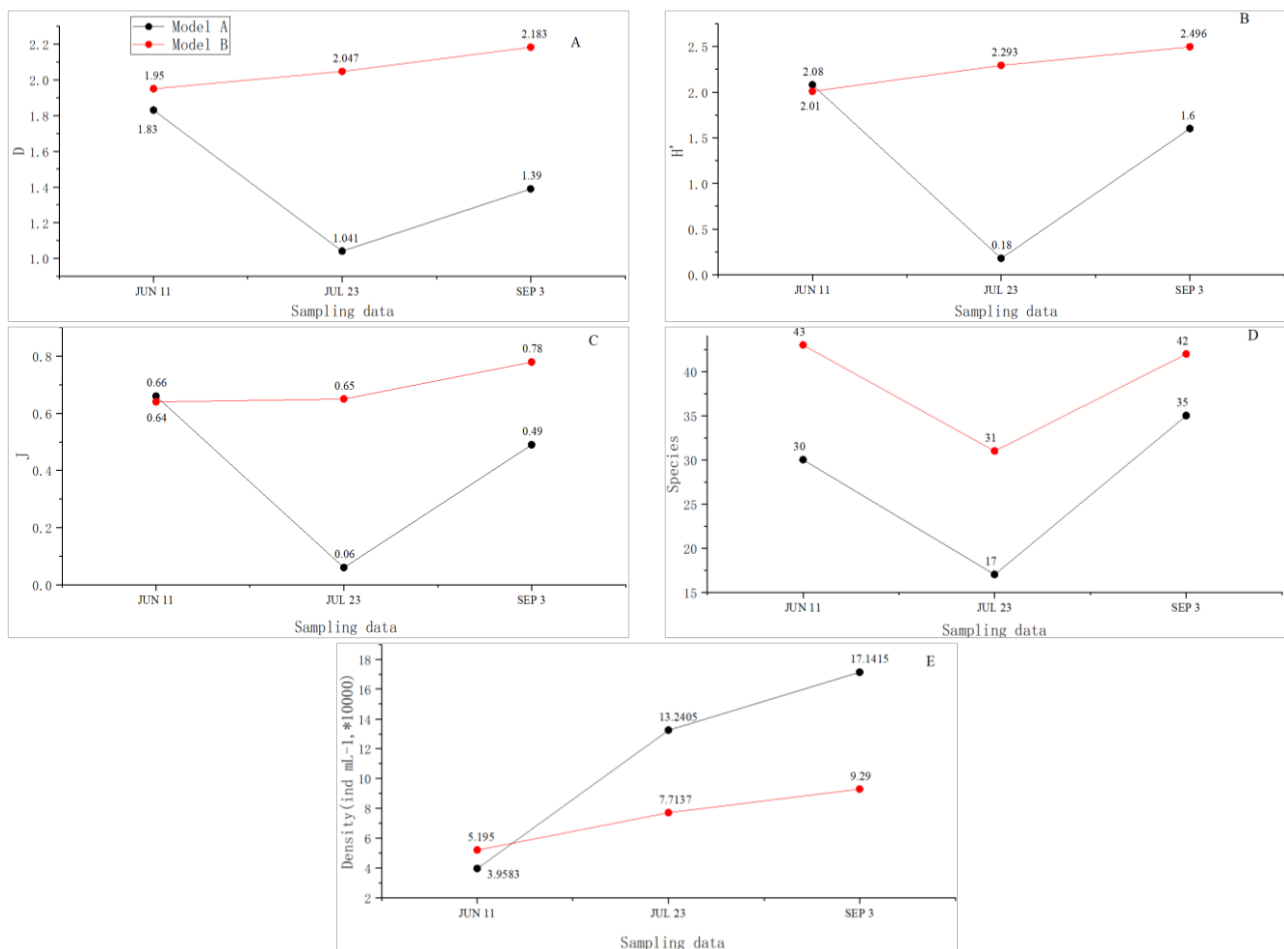 Model A
Model B
A
D
2.2
2.0
1.8
1.6
1.4
1.2
1.0
1.95
2.047
2.183
1.83
1.041
1.39
JUN 11
JUL 23
SEP 3
Sampling data
B
H'
2.5
2.0
1.5
1.0
0.5
0.0
2.08
2.01
2.293
2.496
0.18
1.6
JUN 11
JUL 23
SEP 3
Sampling data
C
J
0.8
0.6
0.4
0.2
0.0
0.66
0.64
0.65
0.78
0.06
0.49
JUN 11
JUL 23
SEP 3
Sampling data
D
Species
40
35
30
25
20
15
43
31
42
30
17
35
JUN 11
JUL 23
SEP 3
Sampling data
E
Density(ind mL-1,*10000)
18
16
14
12
10
8
6
4
2
5.195
3.9583
13.2405
7.7137
17.1415
9.29
JUN 11
JUL 23
SEP 3
Sampling data